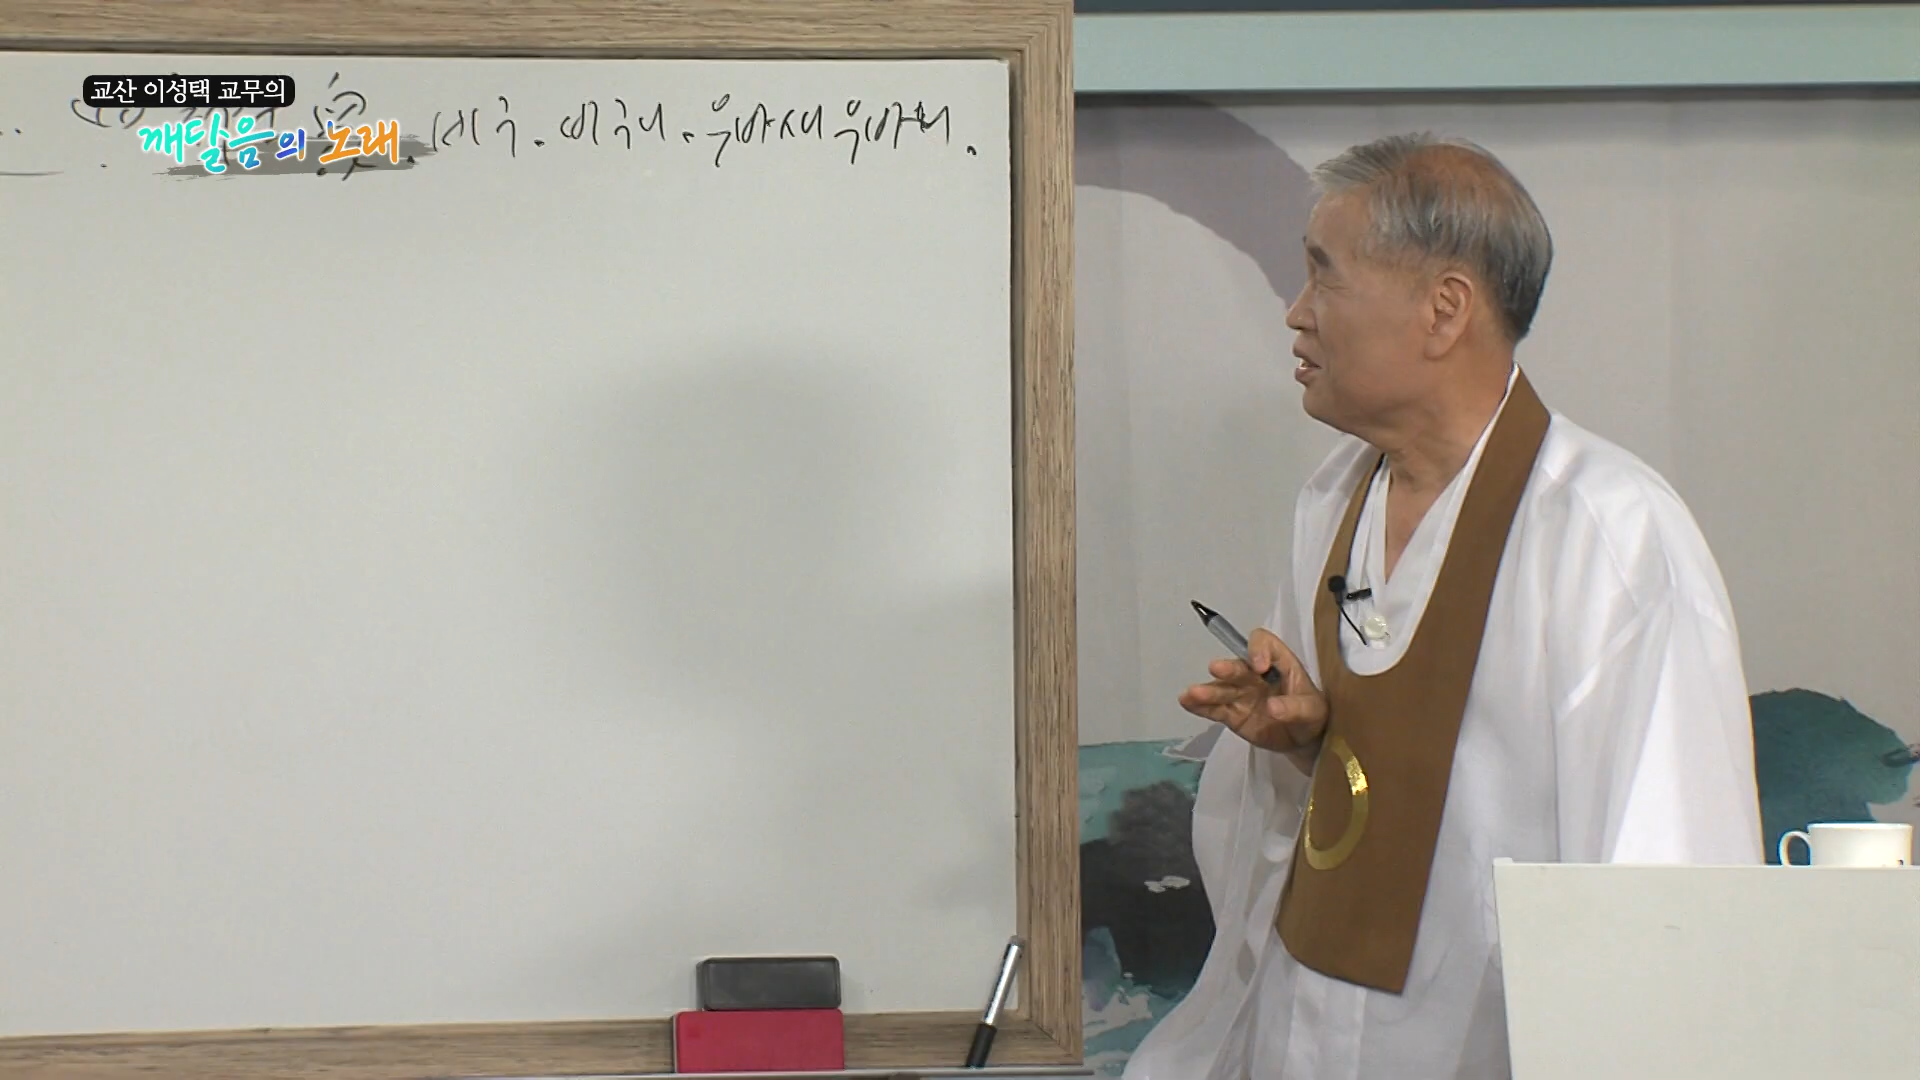 교산 이성택 교무의
깨달음의 노래
비구. 비구니. 우바새 우바이.